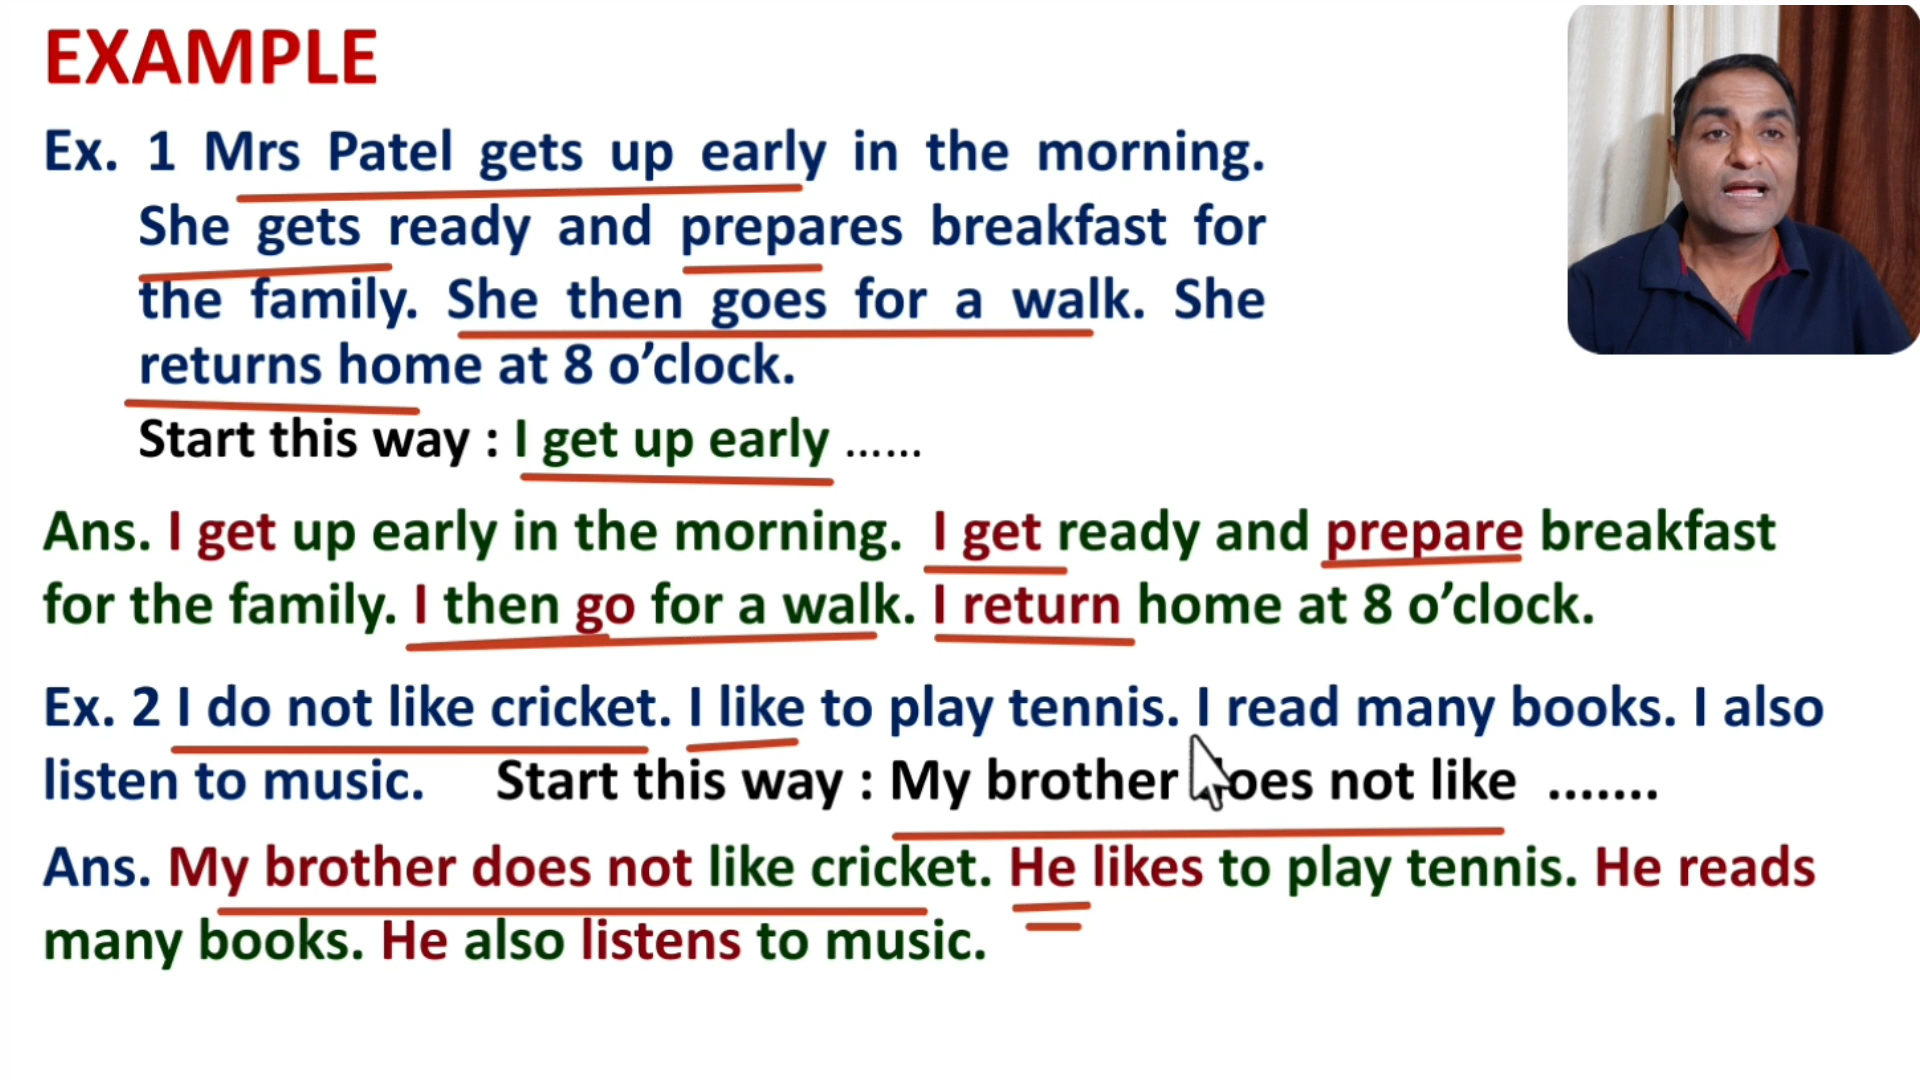 EXAMPLE
Ex. 1 Mrs Patel gets up early in the morning.
She gets ready and prepares breakfast for
the family. She then goes for a walk. She
returns home at 8 o’clock.
Start this way : I get up early ......
Ans. I get up early in the morning. I get ready and prepare breakfast
for the family. I then go for a walk. I return home at 8 o’clock.
Ex. 2 I do not like cricket. I like to play tennis. I read many books. I also
listen to music. Start this way : My brother does not like .......
Ans. My brother does not like cricket. He likes to play tennis. He reads
many books. He also listens to music.